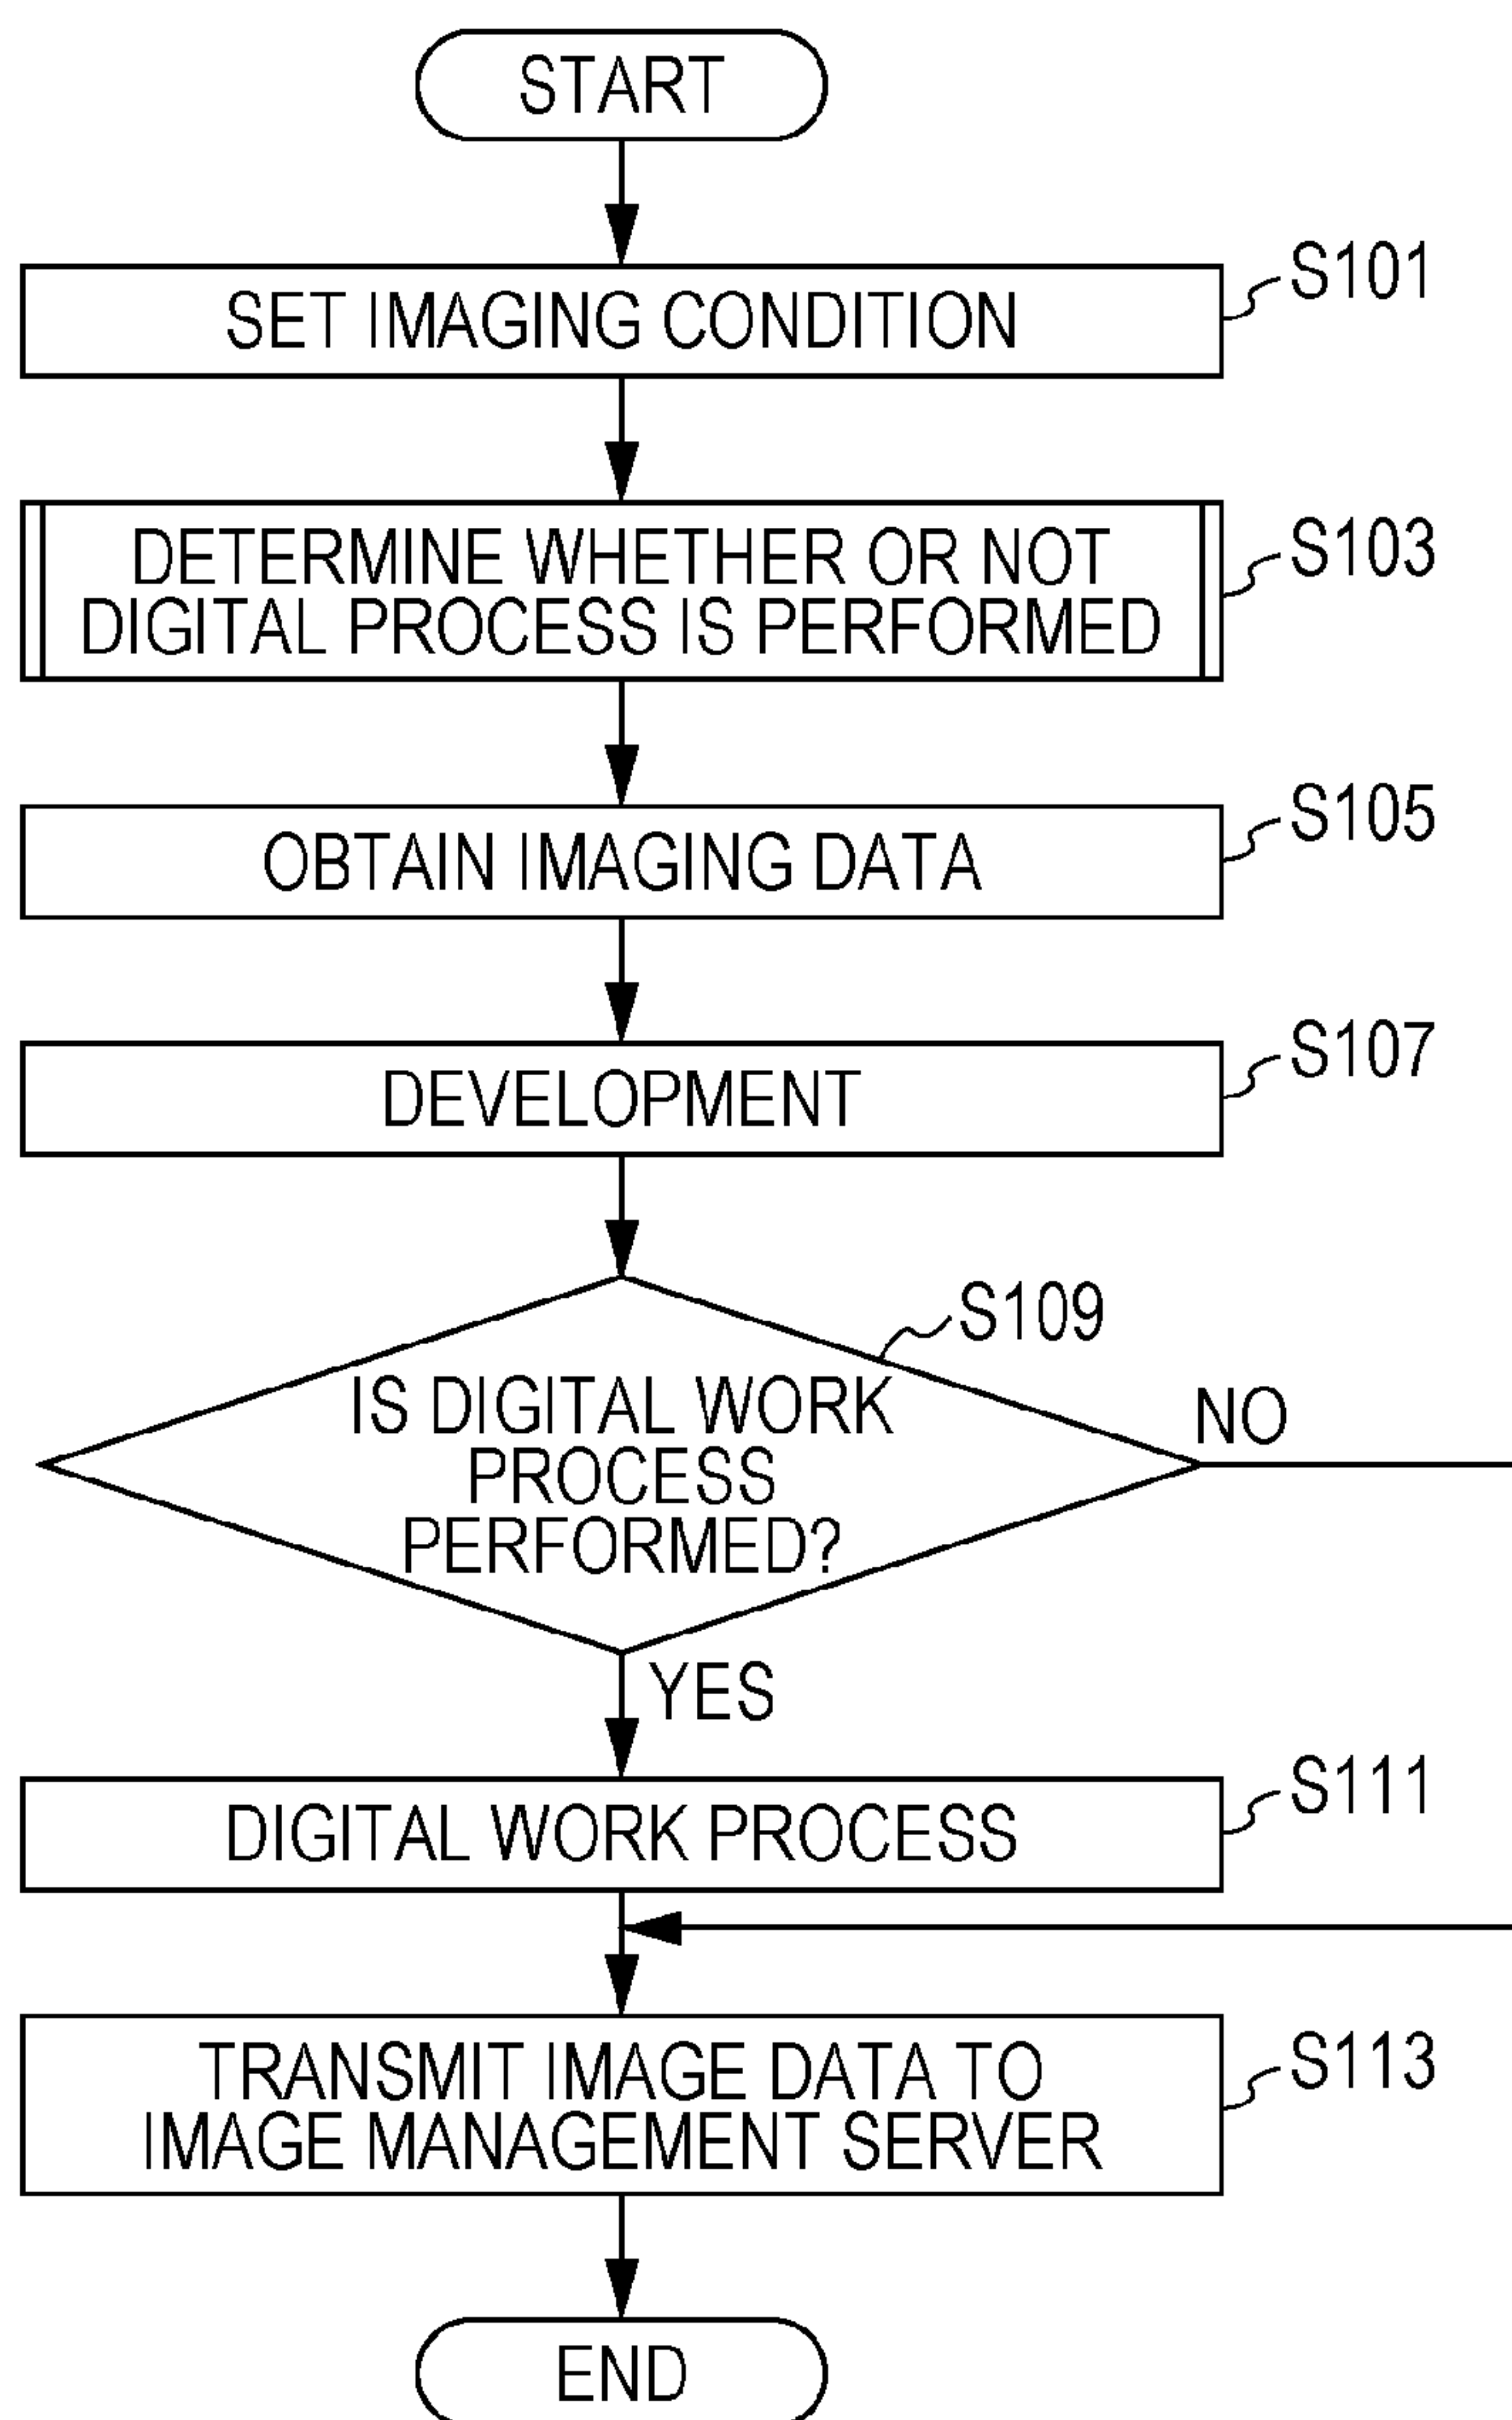 START
SET IMAGING CONDITION
S101
DETERMINE WHETHER OR NOT
DIGITAL PROCESS IS PERFORMED
S103
OBTAIN IMAGING DATA
S105
DEVELOPMENT
S107
IS DIGITAL WORK
PROCESS
PERFORMED?
S109
NO
YES
DIGITAL WORK PROCESS
S111
TRANSMIT IMAGE DATA TO
IMAGE MANAGEMENT SERVER
S113
END